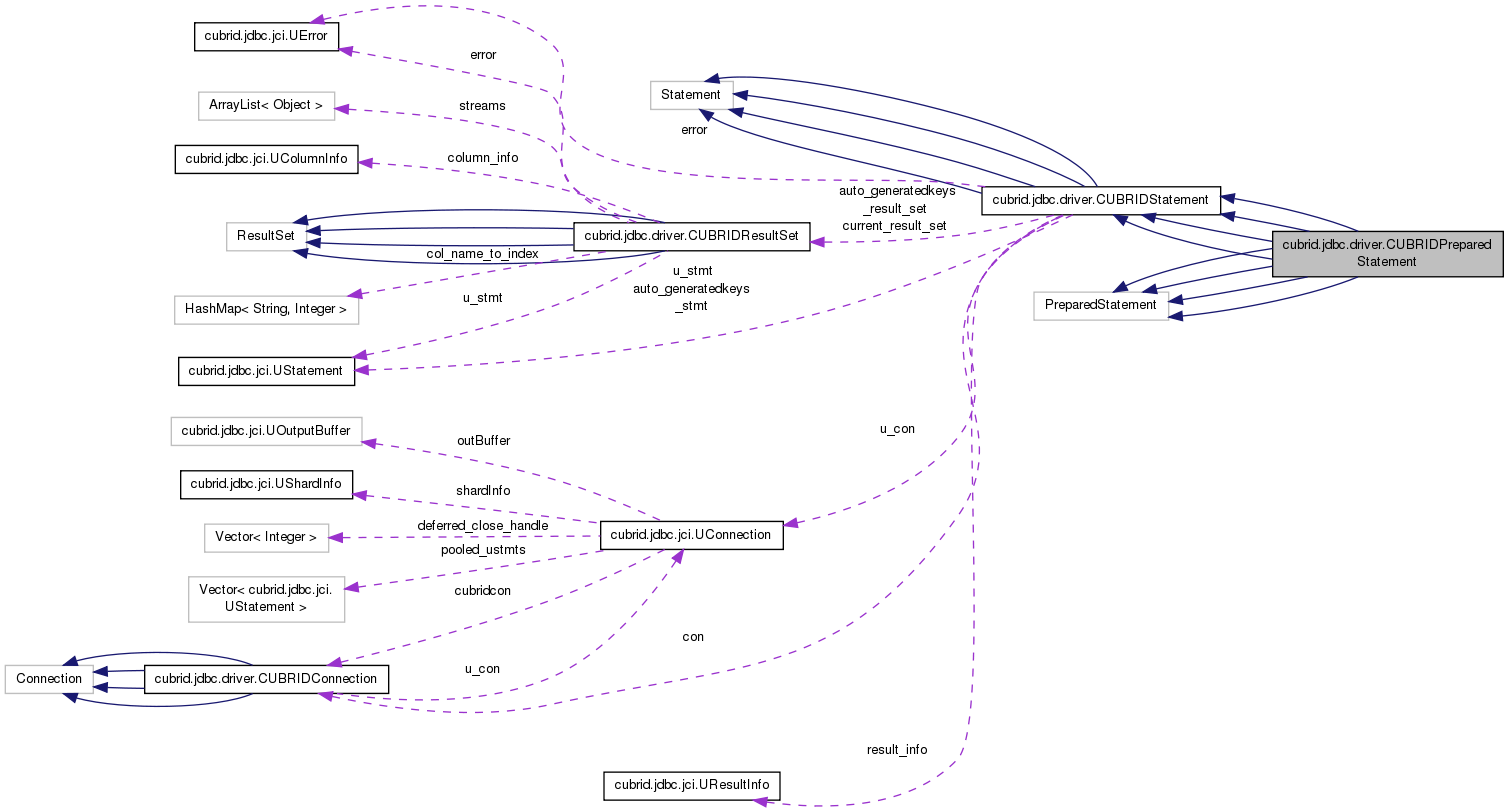 cubrid.jdbc.jci.UError
error
ArrayList< Object >
streams
Statement
error
cubrid.jdbc.jci.UColumnInfo
column_info
auto_generatedkeys
_result_set
current_result_set
cubrid.jdbc.driver.CUBRIDStatement
ResultSet
cubrid.jdbc.driver.CUBRIDResultSet
cubrid.jdbc.driver.CUBRIDPrepared
Statement
col_name_to_index
u_stmt
auto_generatedkeys
_stmt
HashMap< String, Integer >
u_stmt
PreparedStatement
cubrid.jdbc.jci.UStatement
cubrid.jdbc.jci.UOutputBuffer
outBuffer
u_con
cubrid.jdbc.jci.UShardInfo
shardInfo
Vector< Integer >
deferred_close_handle
cubrid.jdbc.jci.UConnection
pooled_ustmts
Vector< cubrid.jdbc.jci.
UStatement >
cubridcon
con
Connection
cubrid.jdbc.driver.CUBRIDConnection
u_con
result_info
cubrid.jdbc.jci.UResultInfo